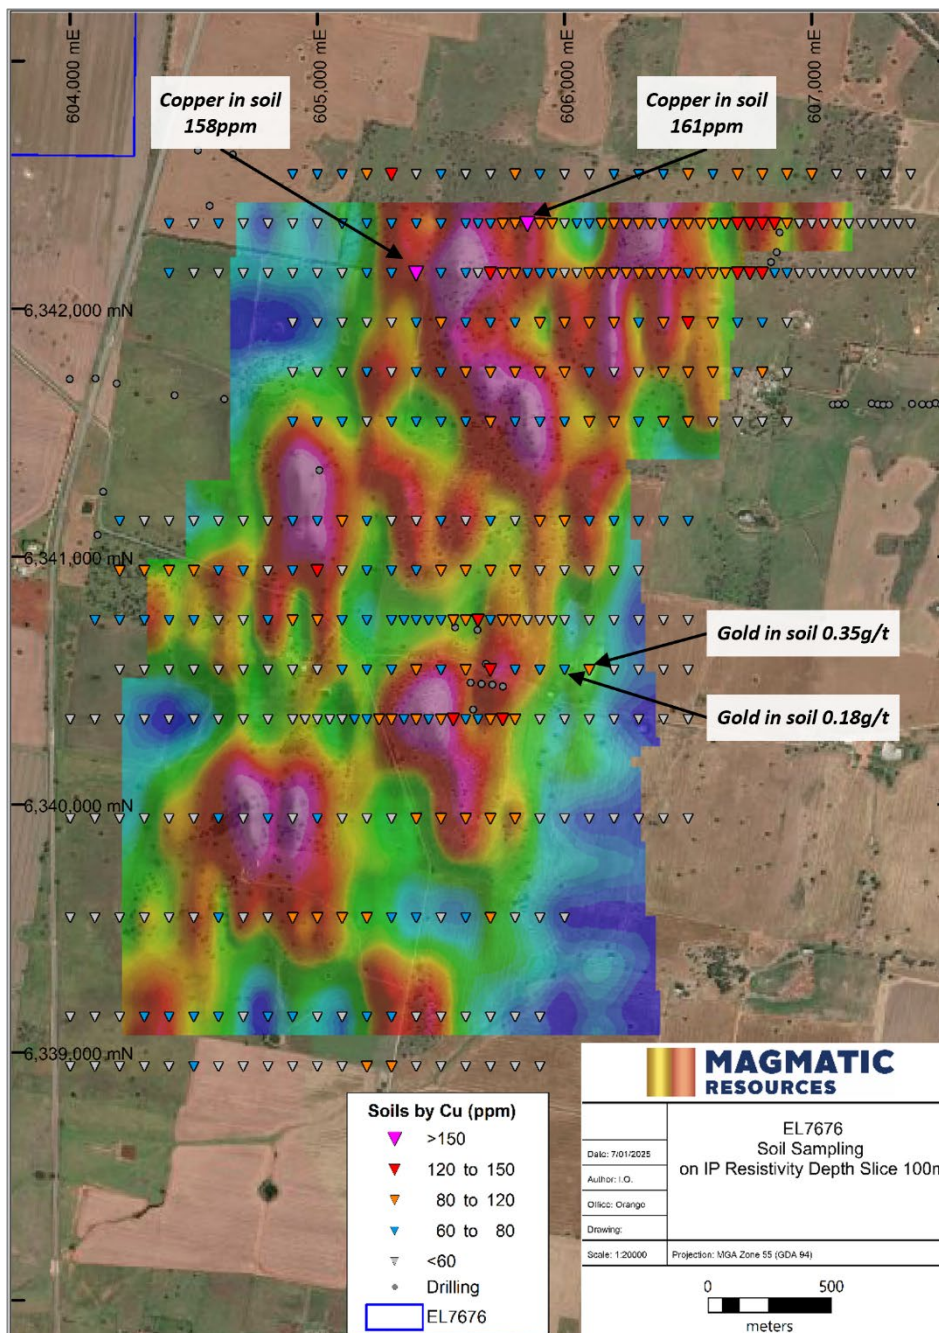 604,000 mE
605,000 mE
606,000 mE
607,000 mE
Copper in soil
158ppm
Copper in soil
161ppm
6,342,000 mN
6,341,000 mN
Gold in soil 0.35g/t
Gold in soil 0.18g/t
6,340,000 mN
6,339,000 mN
Soils by Cu (ppm)
>150
120 to 150
80 to 120
60 to 80
<60
Drilling
EL7676
MAGMATIC
RESOURCES
EL7676
Soil Sampling
on IP Resistivity Depth Slice 100m
Date: 7/01/2025
Author: I.Q.
Office: Orange
Drawing:
Scale: 1:20000
Projection: MGA Zone 55 (GDA 94)
0 500
meters